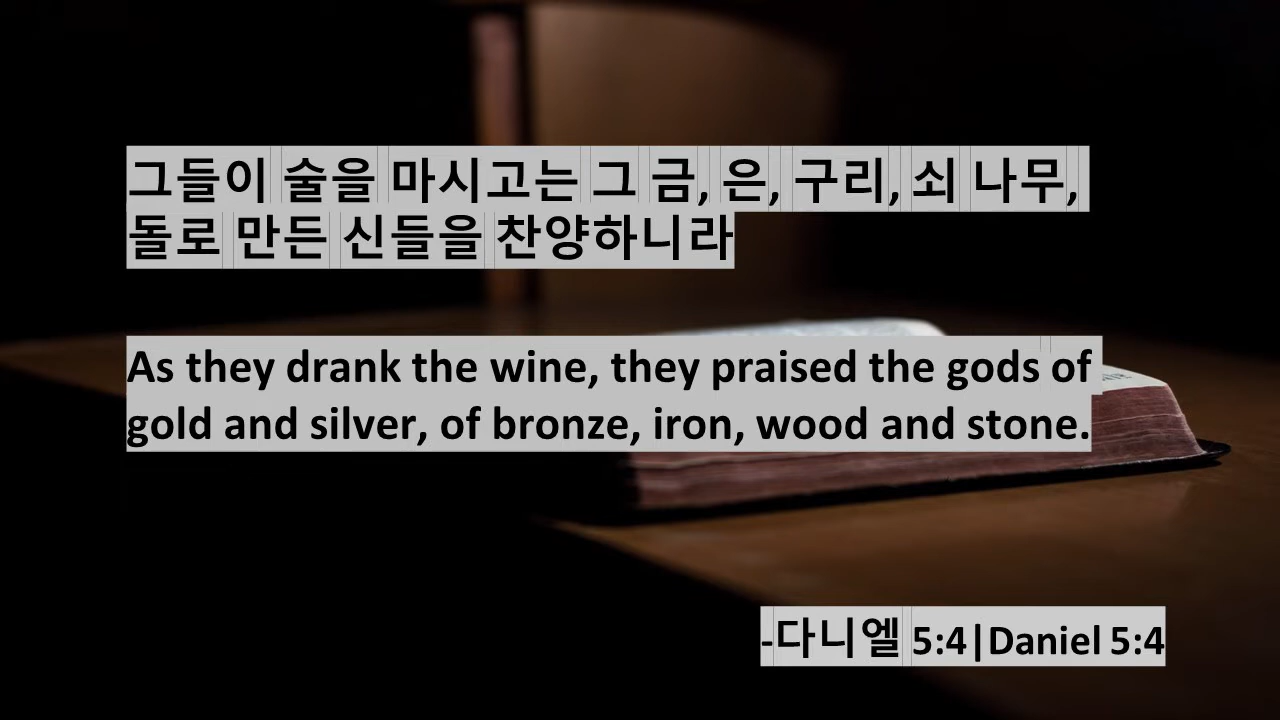 그들이 술을 마시고는 그 금, 은, 구리, 쇠 나무,
돌로 만든 신들을 찬양하니라
As they drank the wine, they praised the gods of
gold and silver, of bronze, iron, wood and stone.
-다니엘 5:4|Daniel 5:4